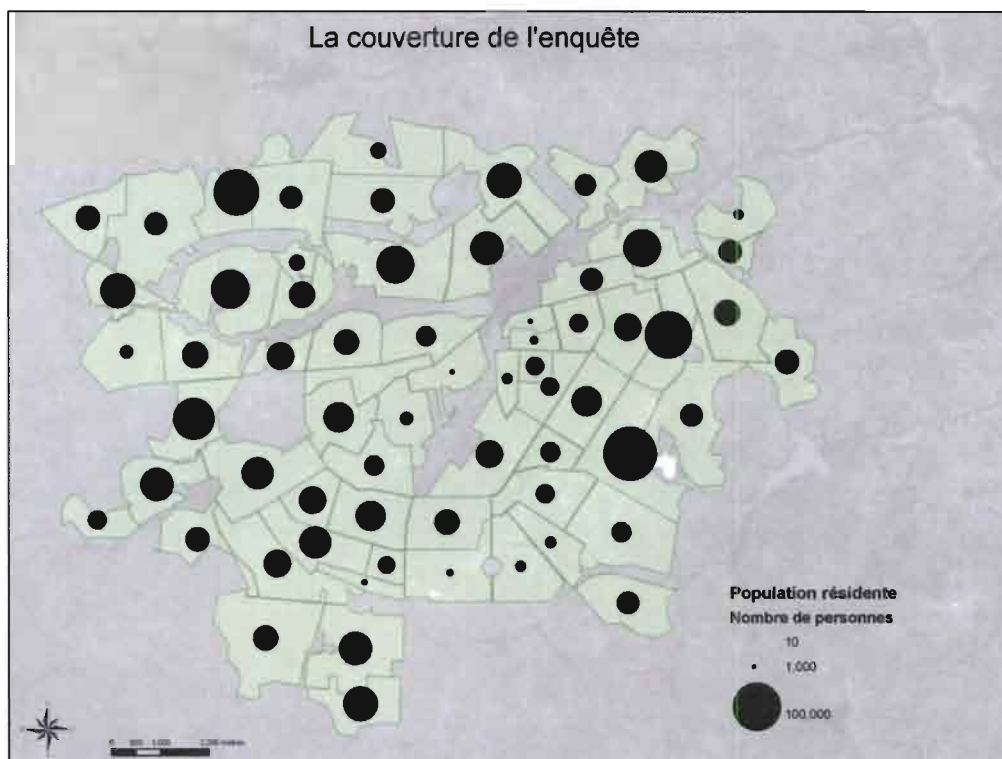 La couverture de l'enquête
Population résidente
Nombre de personnes
10
1.000
100.000